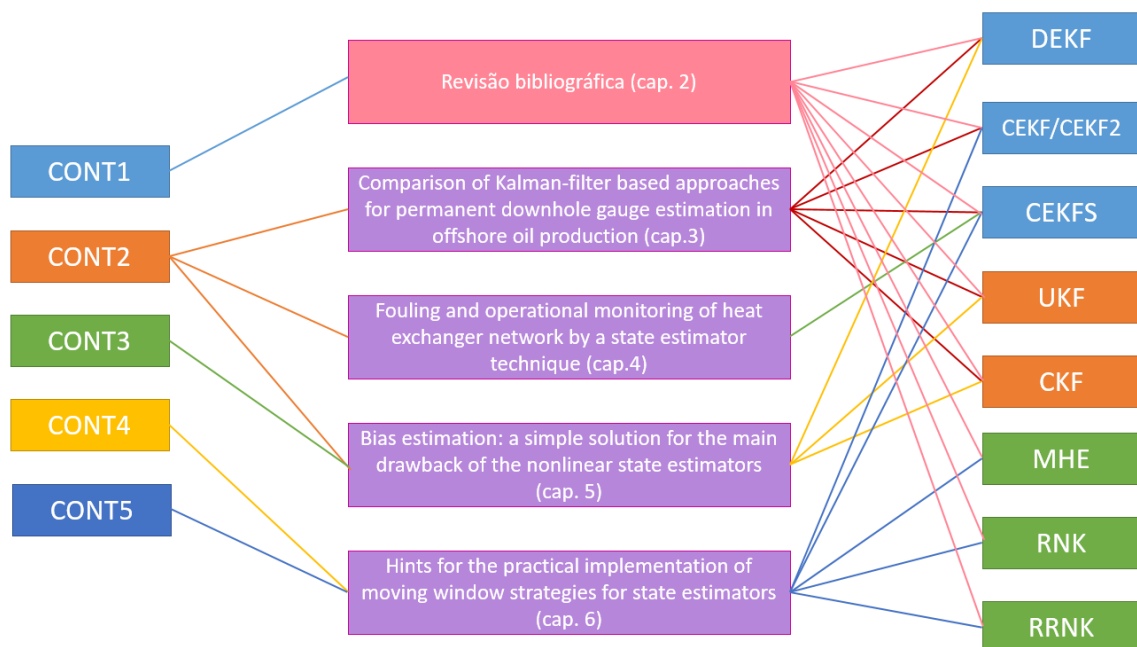 CONT1
CONT2
CONT3
CONT4
CONT5
Revisão bibliográfica (cap. 2)
Comparison of Kalman-filter based approaches
for permanent downhole gauge estimation in
offshore oil production (cap.3)
Fouling and operational monitoring of heat
exchanger network by a state estimator
technique (cap.4)
Bias estimation: a simple solution for the main
drawback of the nonlinear state estimators
(cap. 5)
Hints for the practical implementation of
moving window strategies for state estimators
(cap. 6)
DEKF
CEKF/CEKF2
CEKFS
UKF
CKF
MHE
RNK
RRNK